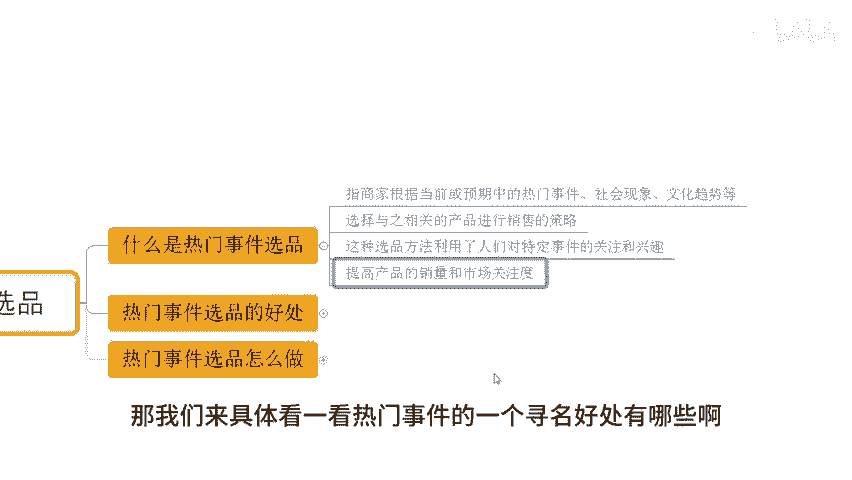 指商家根据当前或预期中的热门事件、社会现象、文化趋势等
选择与之相关的产品进行销售的策略
什么是热门事件选品
这种选品方法利用了人们对特定事件的关注和兴趣
提高产品的销量和市场关注度
选品
热门事件选品的好处
热门事件选品怎么做
那我们来具体看一看热门事件的一个寻名好处有哪些啊